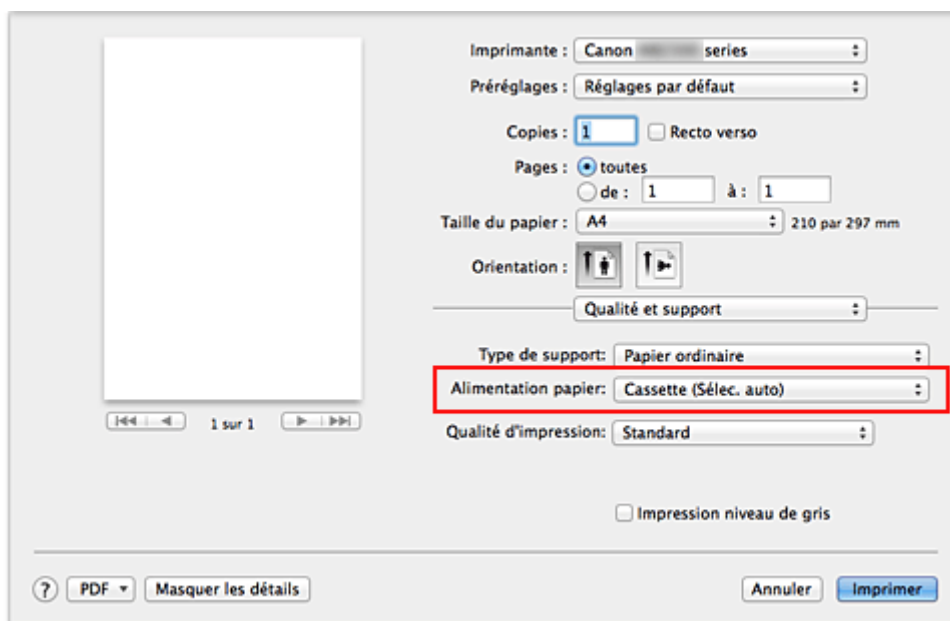 Imprimante : Canon series
Préréglages : Réglages par défaut
Copies : 1 Recto verso
Pages : toutes
de : 1 à : 1
Taille du papier : A4 210 par 297 mm
Orientation :
Qualité et support
Type de support: Papier ordinaire
Alimentation papier: Cassette (Sélec. auto)
1 sur 1
Qualité d'impression: Standard
Impression niveau de gris
? PDF Masquer les détails Annuler Imprimer